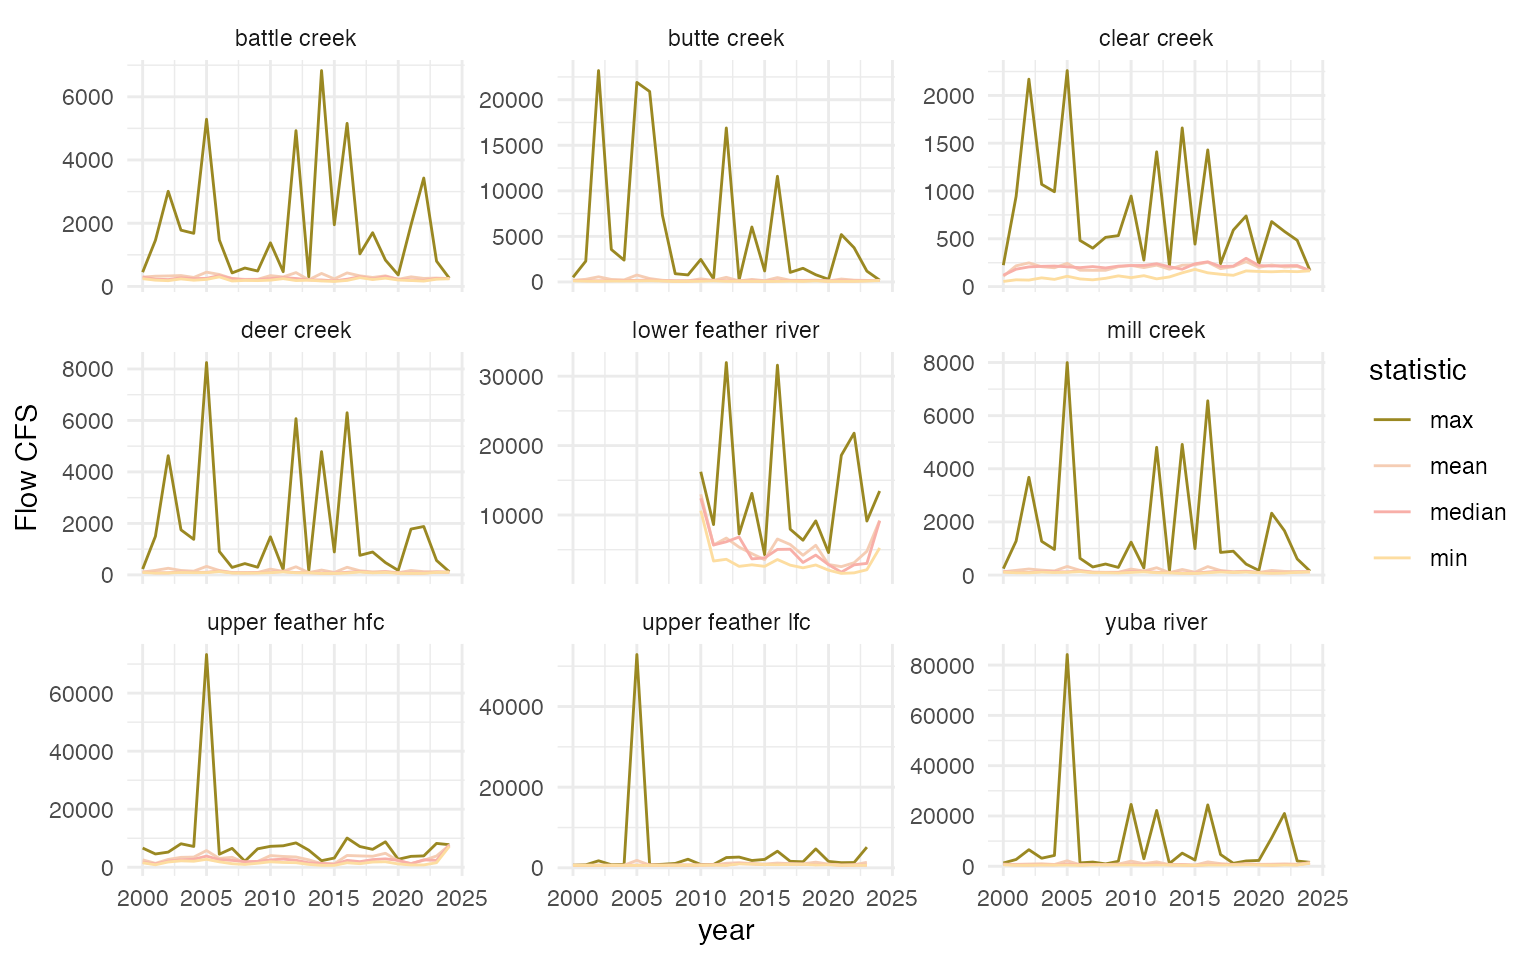 battle creek
butte creek
clear creek
6000
4000
2000
0
20000
15000
10000
5000
0
2000
1500
1000
500
0
deer creek
lower feather river
mill creek
8000
6000
4000
2000
0
30000
20000
10000
8000
6000
4000
2000
0
upper feather hfc
upper feather lfc
yuba river
60000
40000
20000
0
40000
20000
0
80000
60000
40000
20000
0
2000 2005 2010 2015 2020 2025
2000 2005 2010 2015 2020 2025
2000 2005 2010 2015 2020 2025
year
Flow CFS
statistic
max
mean
median
min